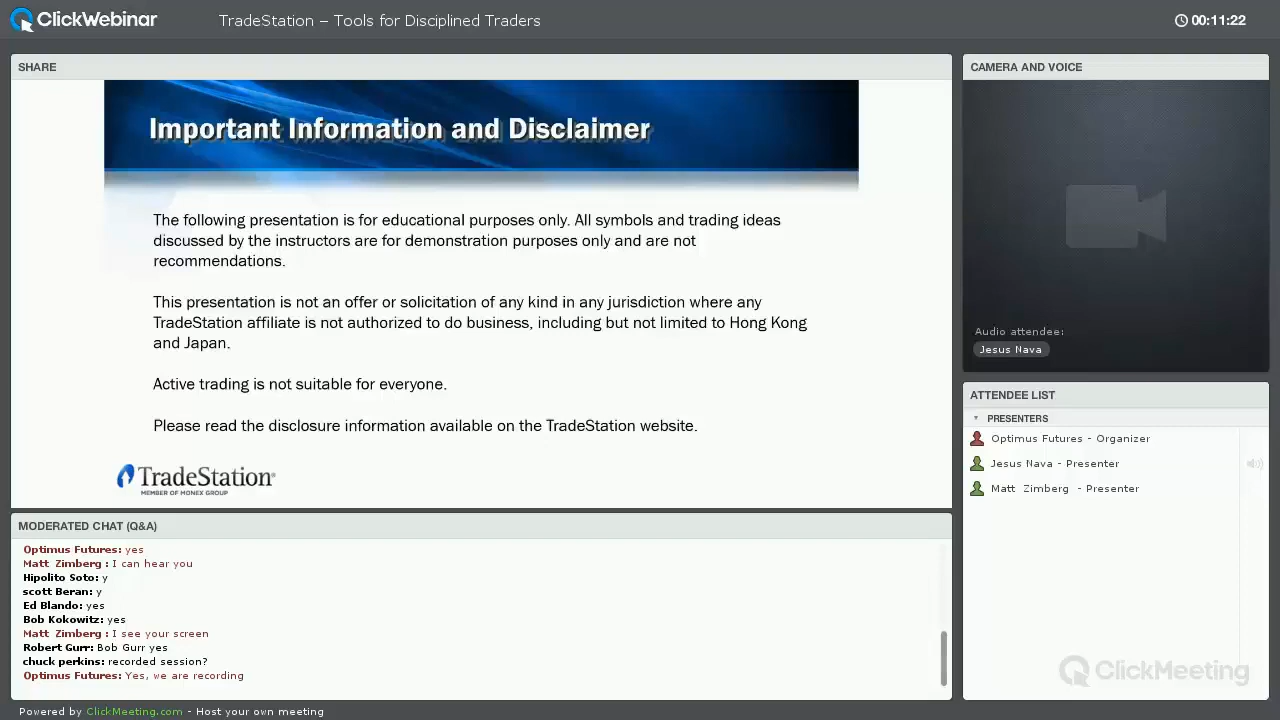 ClickWebinar
TradeStation – Tools for Disciplined Traders
00:11:22
SHARE
Important Information and Disclaimer
The following presentation is for educational purposes only. All symbols and trading ideas
discussed by the instructors are for demonstration purposes only and are not
recommendations.
This presentation is not an offer or solicitation of any kind in any jurisdiction where any
TradeStation affiliate is not authorized to do business, including but not limited to Hong Kong
and Japan.
Active trading is not suitable for everyone.
Please read the disclosure information available on the TradeStation website.
TradeStation®
MEMBER OF MONEX GROUP
MODERATED CHAT (Q&A)
Optimus Futures: yes
Matt Zimberg : I can hear you
Hipolito Soto: y
scott Beran: y
Ed Blando: yes
Bob Kokowitz: yes
Matt Zimberg : I see your screen
Robert Gurr: Bob Gurr yes
chuck perkins: recorded session?
Optimus Futures: Yes, we are recording
CAMERA AND VOICE
Audio attendee:
Jesus Nava
ATTENDEE LIST
PRESENTERS
Optimus Futures - Organizer
Jesus Nava - Presenter
Matt Zimberg - Presenter
ClickMeeting
Powered by ClickMeeting.com - Host your own meeting